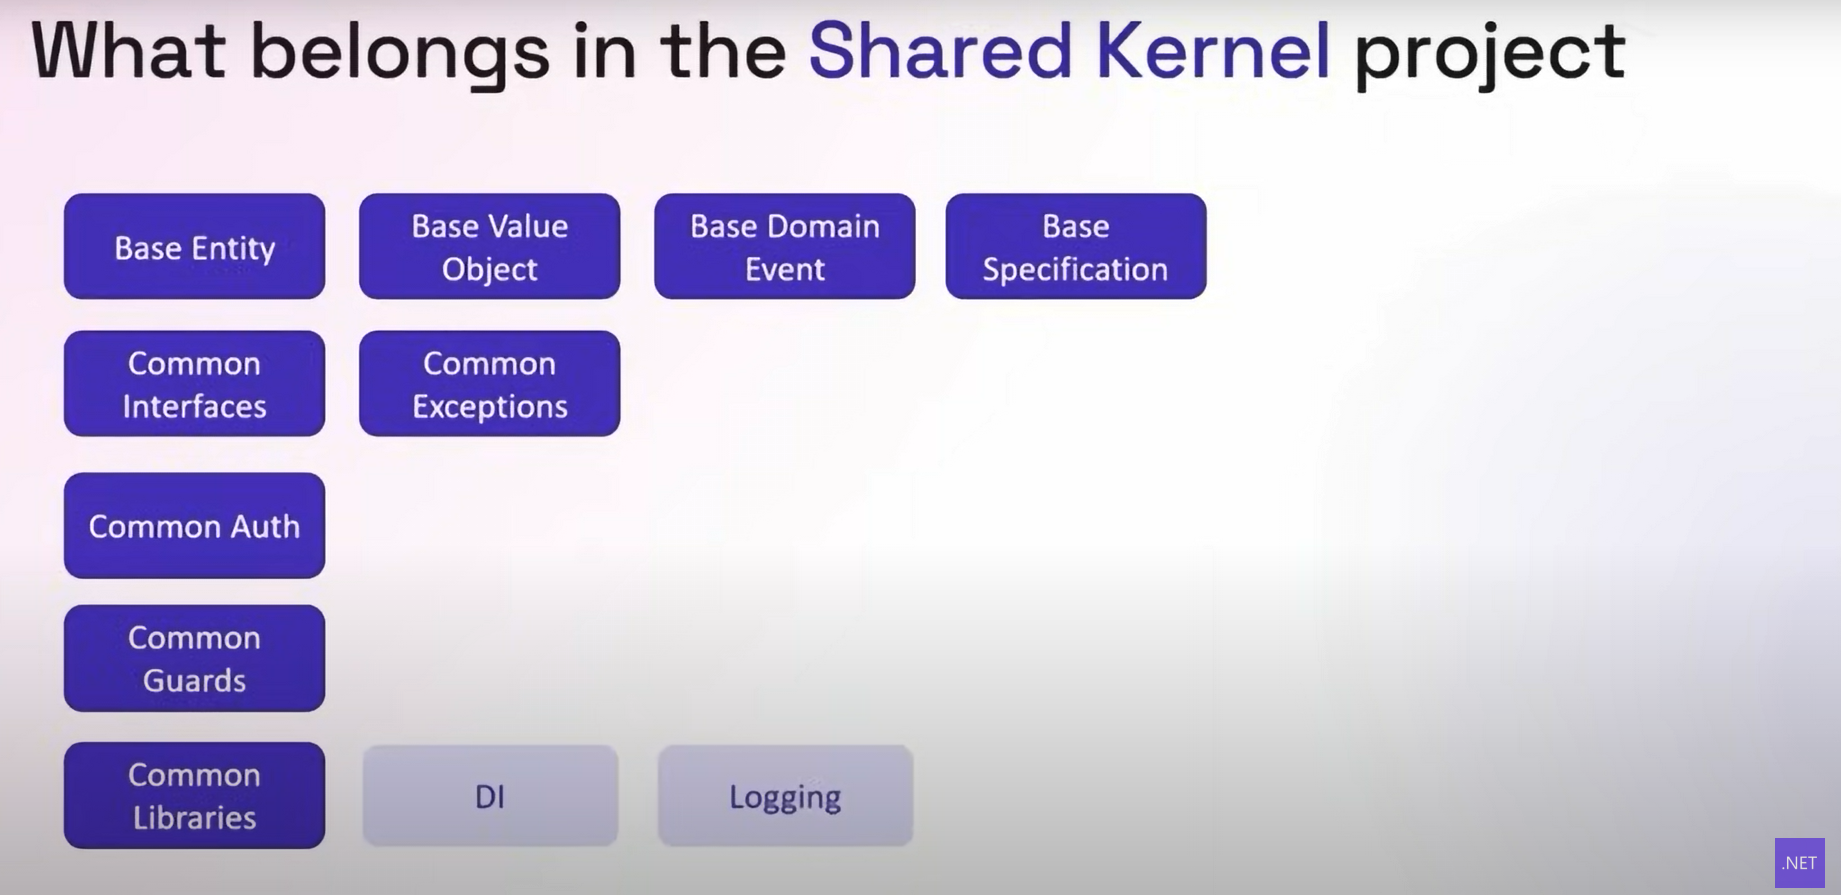 What belongs in the Shared Kernel project
Base Entity
Base Value
Object
Base Domain
Event
Base
Specification
Common
Interfaces
Common
Exceptions
Common Auth
Common
Guards
Common
Libraries
DI
Logging
.NET